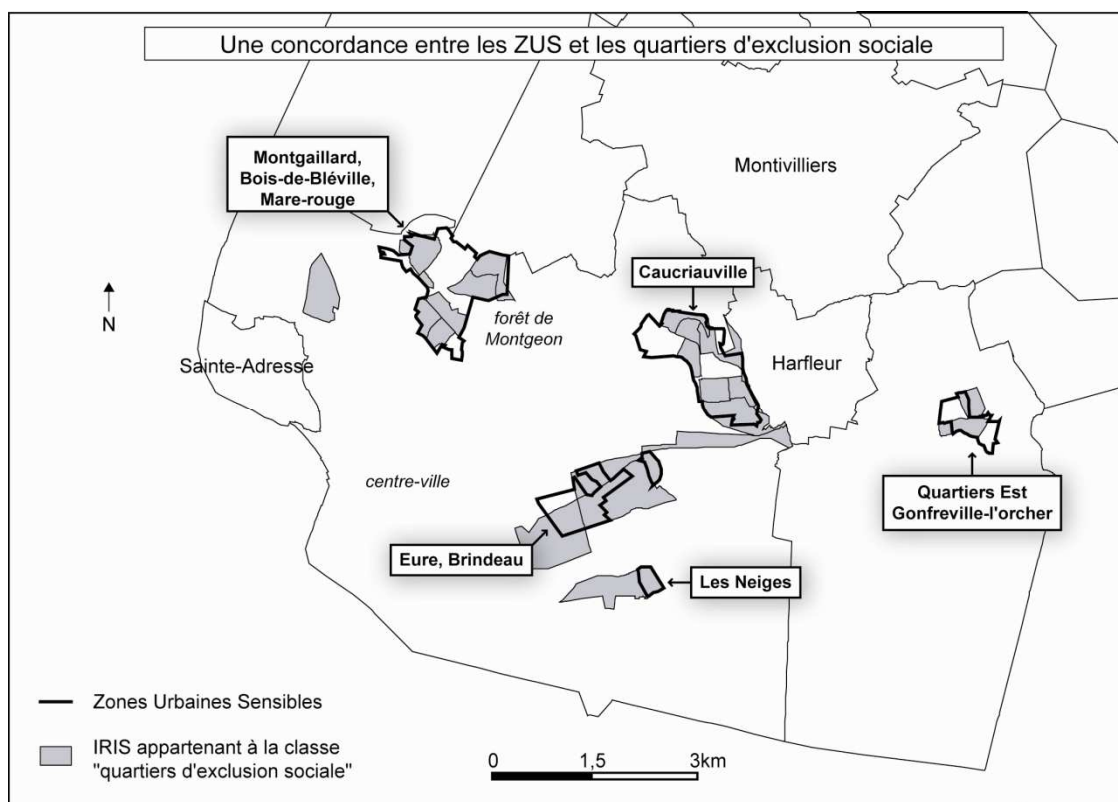 Une concordance entre les ZUS et les quartiers d'exclusion sociale
Montgaillard,
Bois-de-Bléville,
Mare-rouge
Montivilliers
Caucriauville
N
forêt de
Montgeon
Sainte-Adresse
Harfleur
centre-ville
Quartiers Est
Gonfreville-l'orcher
Eure, Brindeau
Les Neiges
Zones Urbaines Sensibles
IRIS appartenant à la classe
"quartiers d'exclusion sociale"
0 1,5 3km